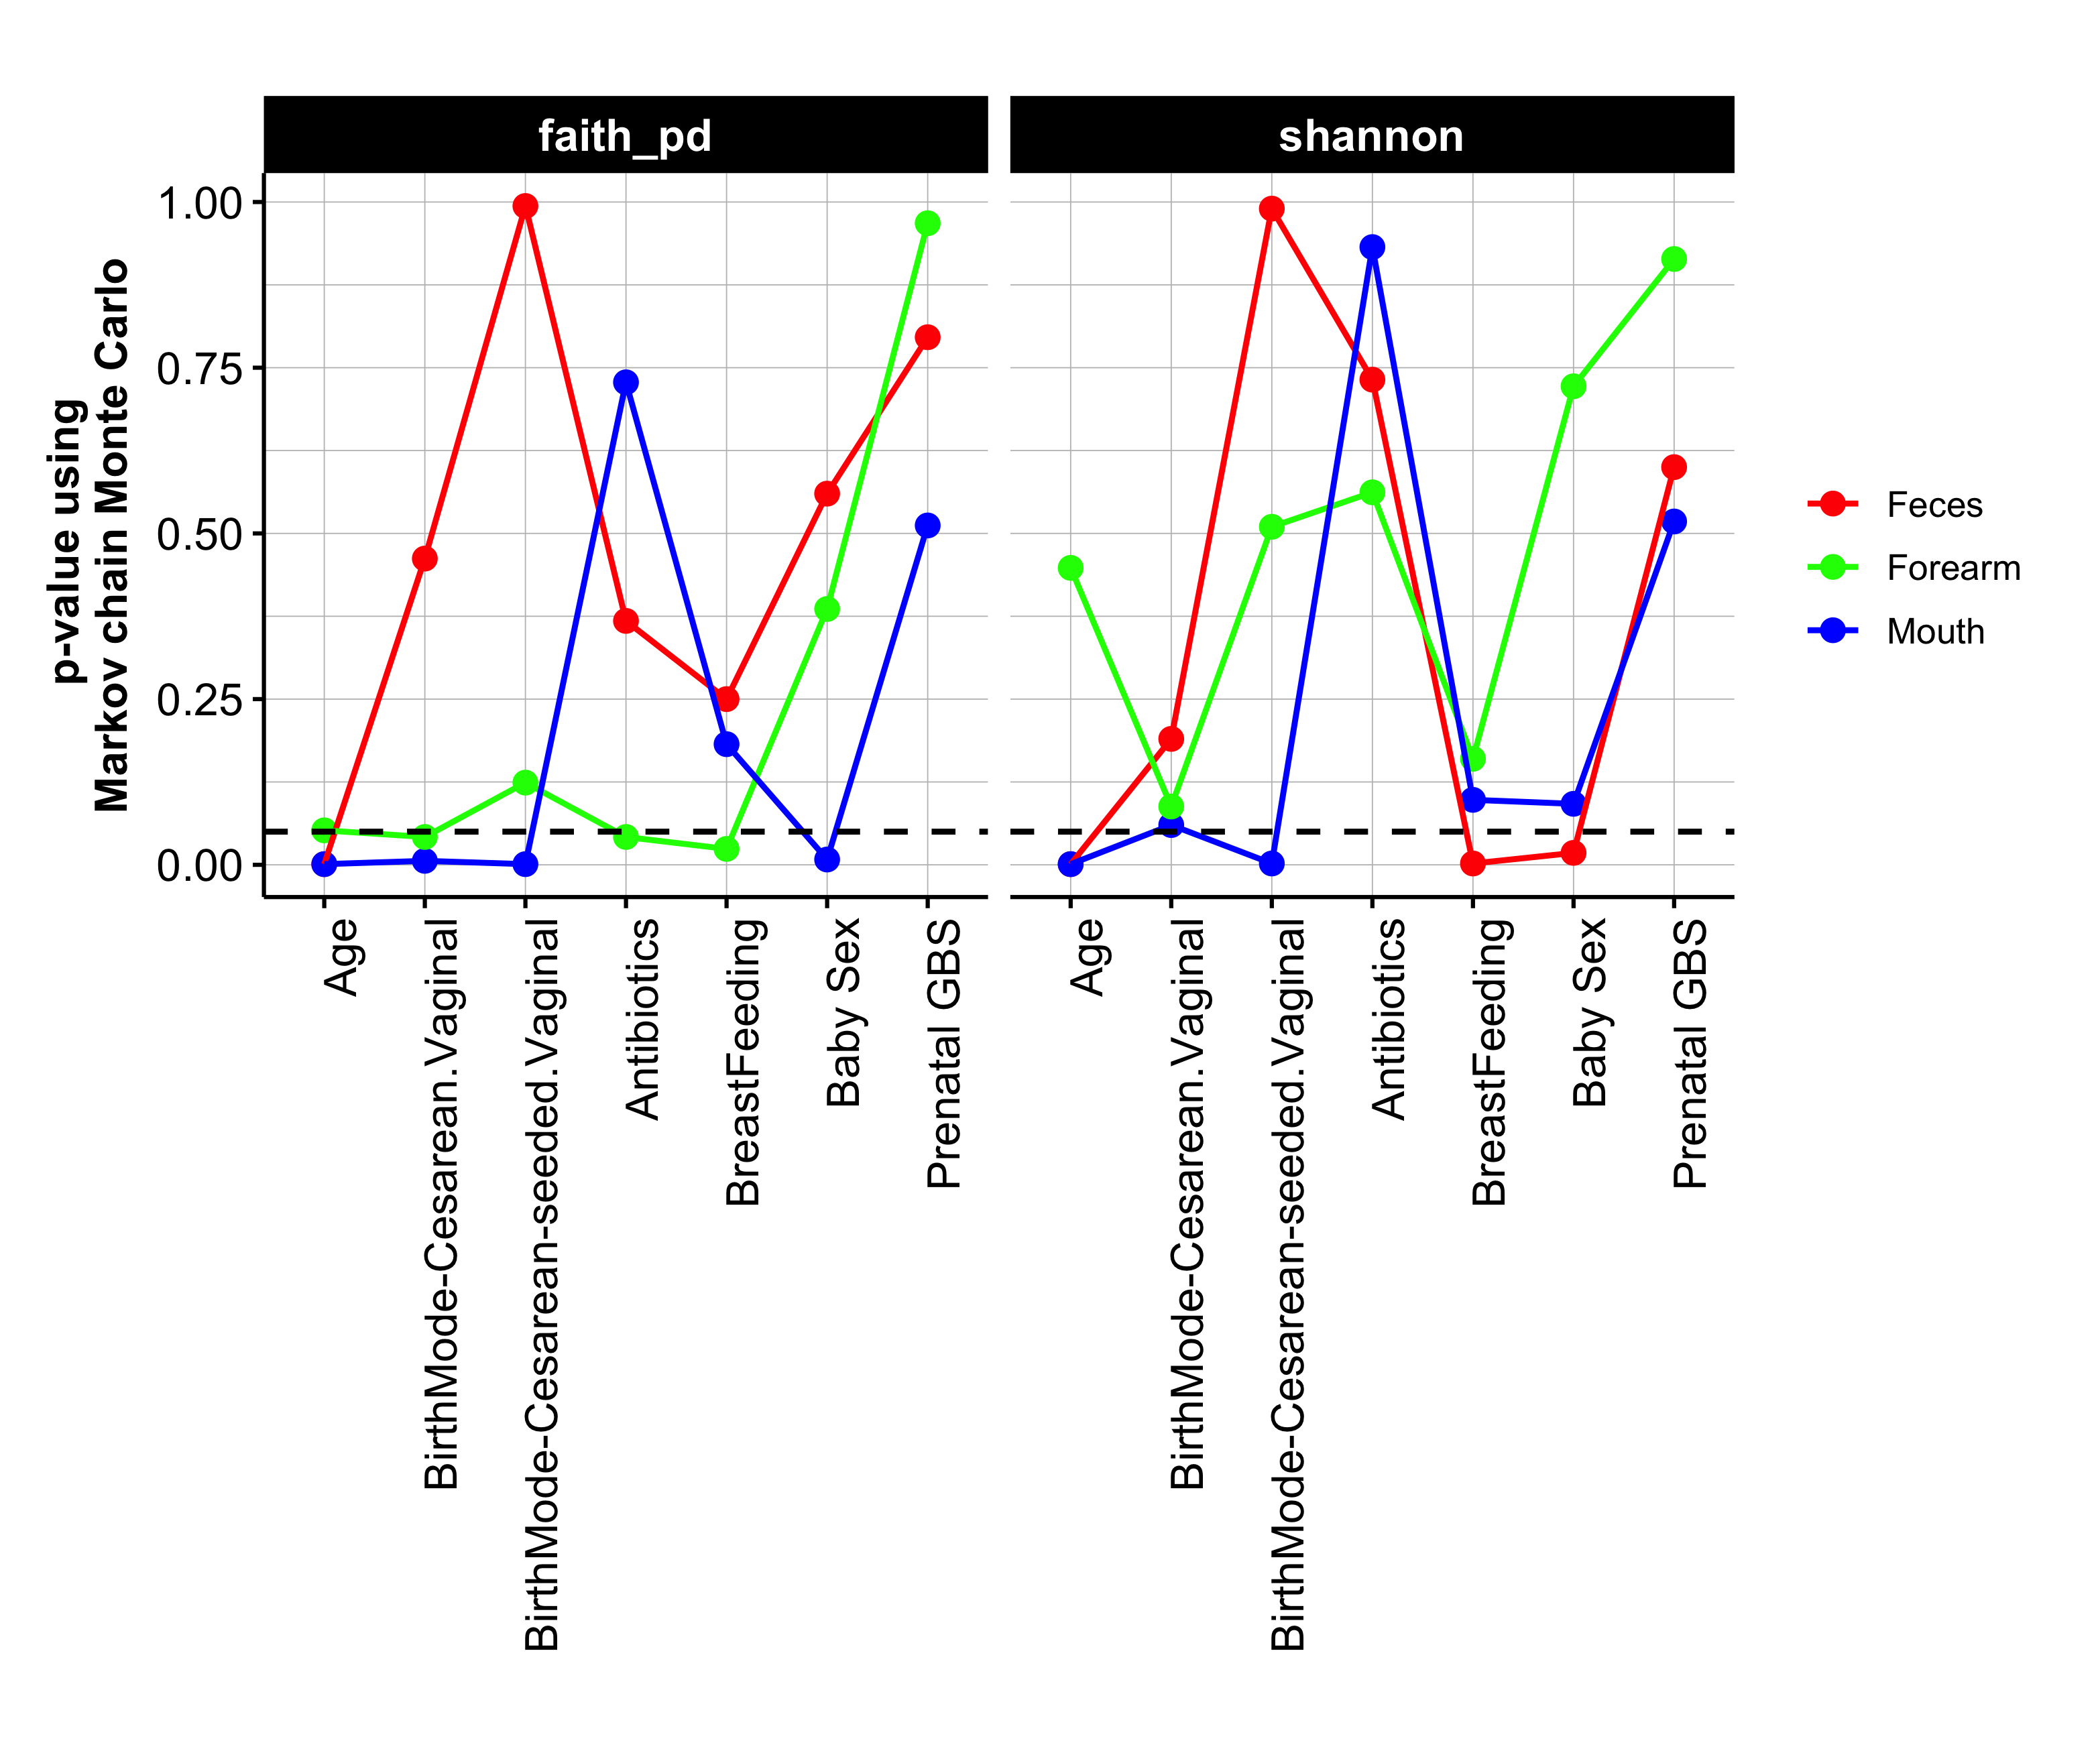 faith_pd
shannon
p-value using
Markov chain Monte Carlo
1.00
0.75
0.50
0.25
0.00
Age
BirthMode-Cesarean.Vaginal
BirthMode-Cesarean-seeded.Vaginal
Antibiotics
BreastFeeding
Baby Sex
Prenatal GBS
Age
BirthMode-Cesarean.Vaginal
BirthMode-Cesarean-seeded.Vaginal
Antibiotics
BreastFeeding
Baby Sex
Prenatal GBS
Feces
Forearm
Mouth